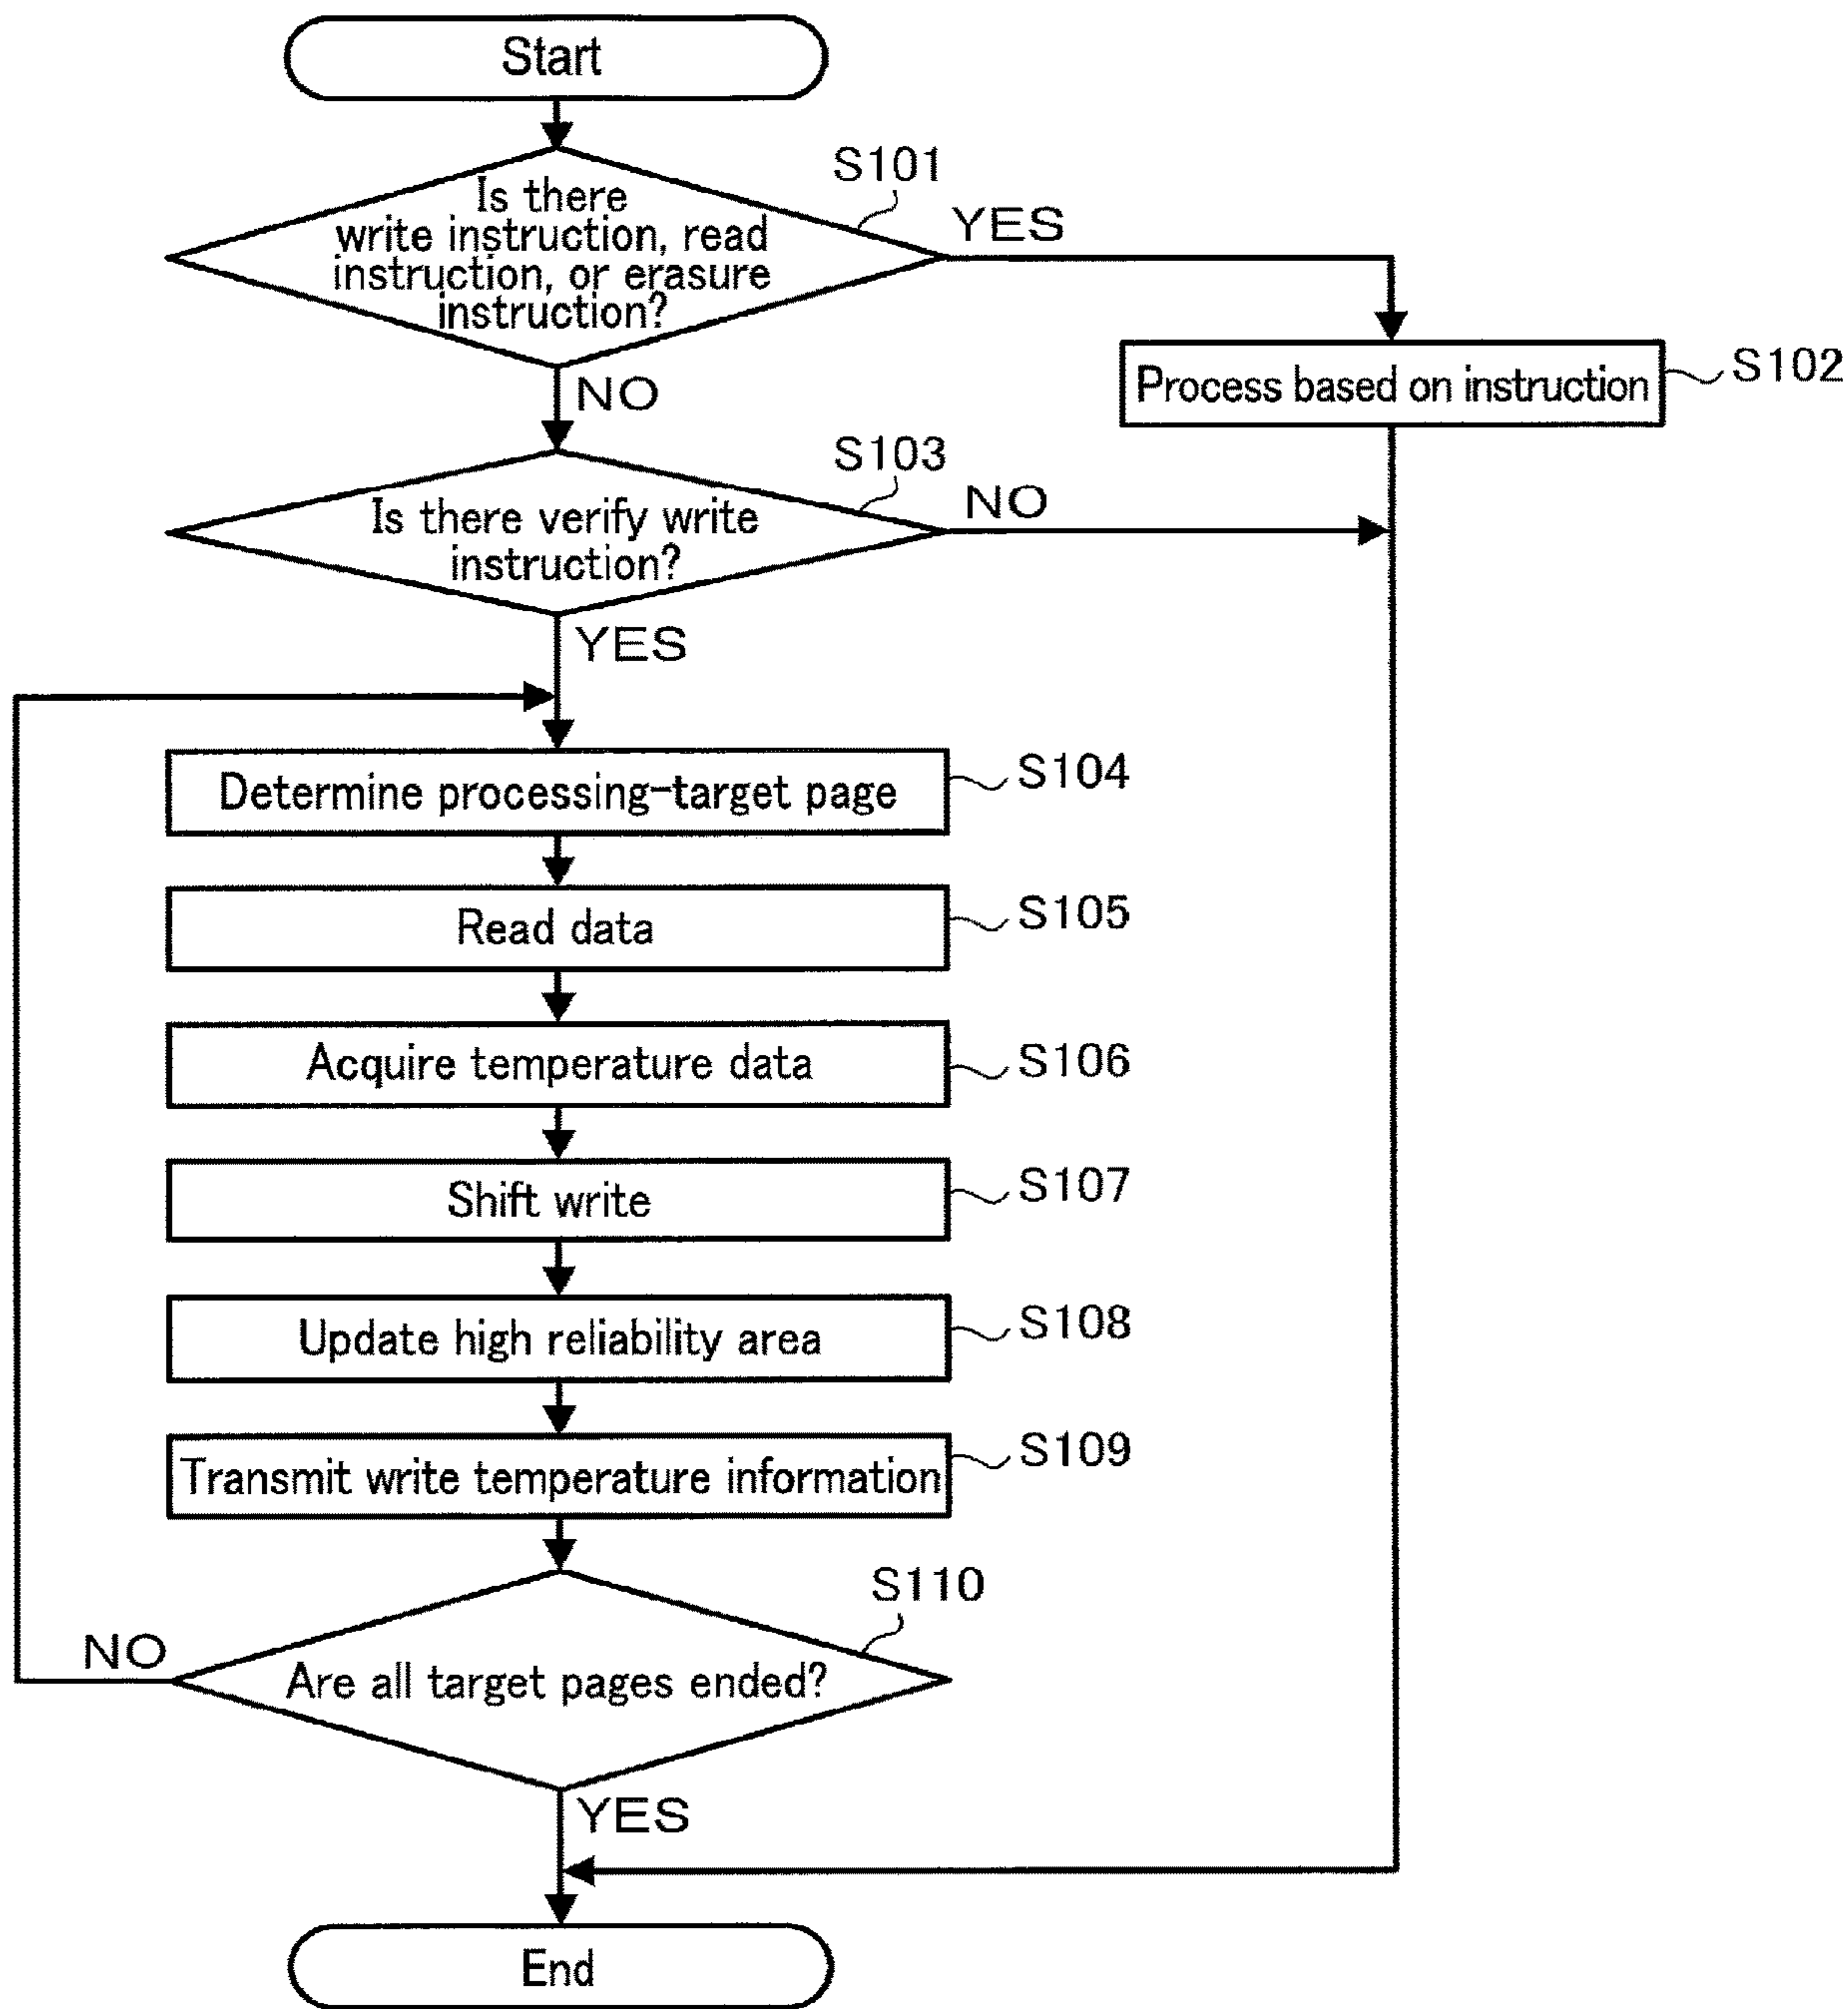 Start
S101
Is there
write instruction, read
instruction, or erasure
instruction?
YES
NO
Process based on instruction
S102
S103
Is there verify write
instruction?
NO
YES
Determine processing-target page
S104
Read data
S105
Acquire temperature data
S106
Shift write
S107
Update high reliability area
S108
Transmit write temperature information
S109
S110
Are all target pages ended?
NO
YES
End